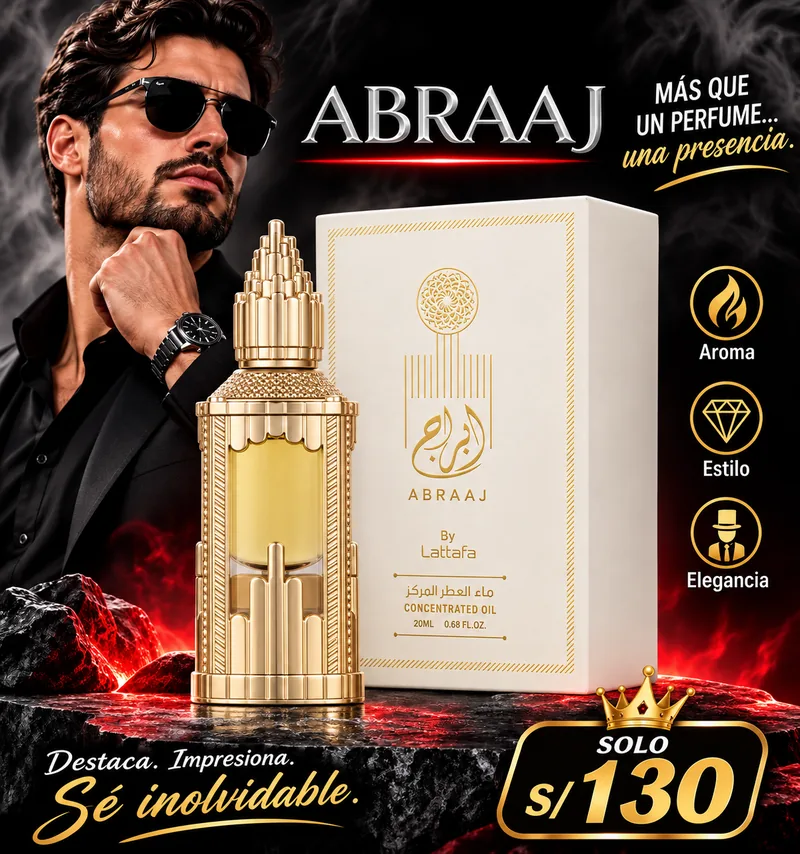 ABRAAJ
MÁS QUE
UN PERFUME...
una presencia.
ابراج
ABRAAJ
By
Lattafa
ماء العطر المركز
CONCENTRATED OIL
20ML 0.68 FL.OZ.
Aroma
Estilo
Elegancia
Destaca. Impresiona.
Sé inolvidable.
SOLO
S/130